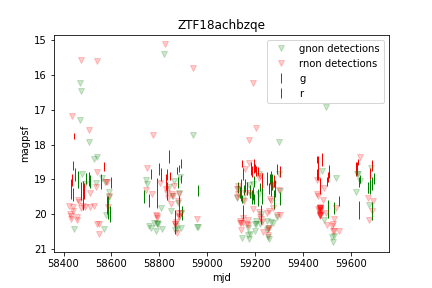 ZTF18achbzqe
gnon detections
rnon detections
g
r
magpsf
15
16
17
18
19
20
21
58400
58600
58800
59000
59200
59400
59600
mjd